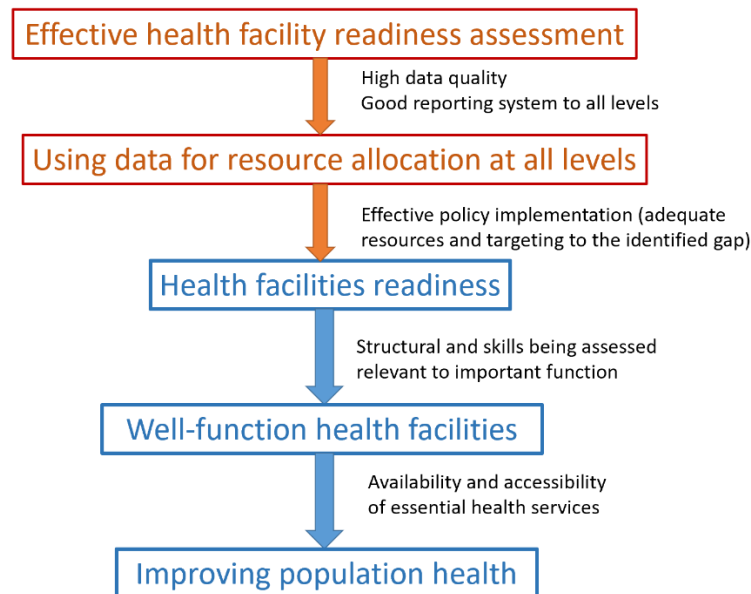 Effective health facility readiness assessment
High data quality
Good reporting system to all levels
Using data for resource allocation at all levels
Effective policy implementation (adequate
resources and targeting to the identified gap)
Health facilities readiness
Structural and skills being assessed
relevant to important function
Well-function health facilities
Availability and accessibility
of essential health services
Improving population health